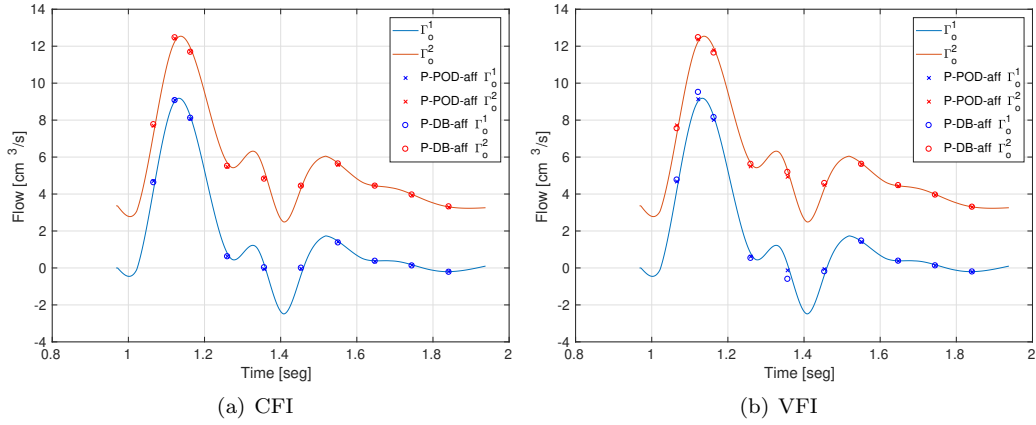 14
12
10
8
6
4
2
0
-2
-4
Flow [cm ³/s]
0.8 1 1.2 1.4 1.6 1.8 2
Time [seg]
Γ¹ₒ
Γ²ₒ
P-POD-aff Γ¹ₒ
P-POD-aff Γ²ₒ
P-DB-aff Γ¹ₒ
P-DB-aff Γ²ₒ
(a) CFI
14
12
10
8
6
4
2
0
-2
-4
Flow [cm ³/s]
0.8 1 1.2 1.4 1.6 1.8 2
Time [seg]
Γ¹ₒ
Γ²ₒ
P-POD-aff Γ¹ₒ
P-POD-aff Γ²ₒ
P-DB-aff Γ¹ₒ
P-DB-aff Γ²ₒ
(b) VFI